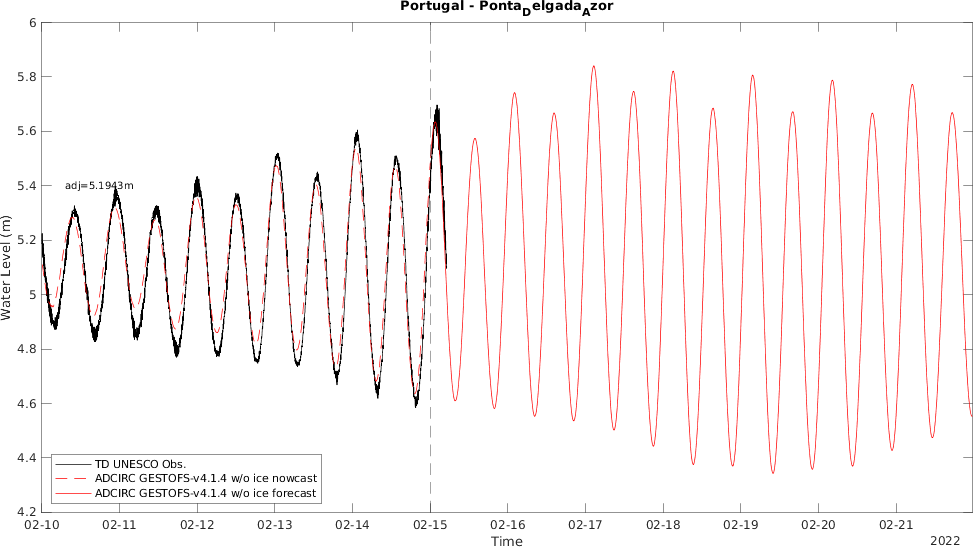 Portugal - PontaDelgadaAzor
6
5.8
5.6
5.4
5.2
5
4.8
4.6
4.4
4.2
Water Level (m)
adj=5.1943m
TD UNESCO Obs.
ADCIRC GESTOFS-v4.1.4 w/o ice nowcast
ADCIRC GESTOFS-v4.1.4 w/o ice forecast
02-10 02-11 02-12 02-13 02-14 02-15 02-16 02-17 02-18 02-19 02-20 02-21
Time
2022